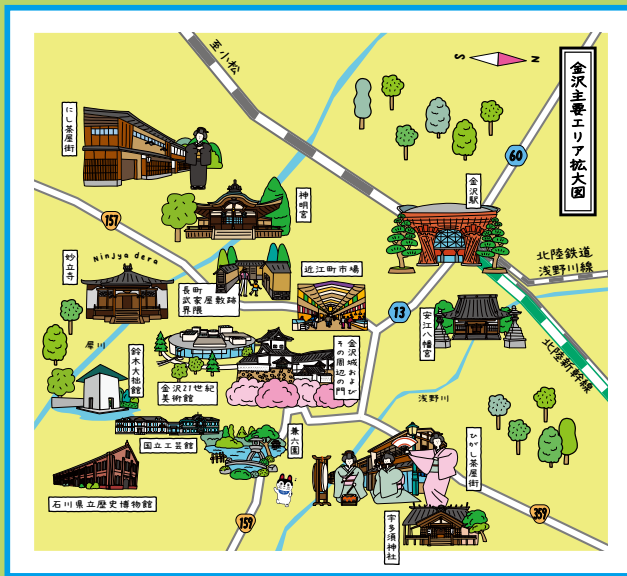 金沢主要エリア拡大図
至小松
S N
にし茶屋街
60
金沢駅
神明宮
157
北陸鉄道
浅野川線
妙立寺
Ninjya dera
長町
武家屋敷跡
界隈
近江町市場
13
安江八幡宮
北陸新幹線
犀川
鈴木大拙館
金沢21世紀
美術館
金沢城および
その周辺の門
浅野川
国立工芸館
兼六園
ひがし茶屋街
石川県立歴史博物館
159
宇多須神社
359